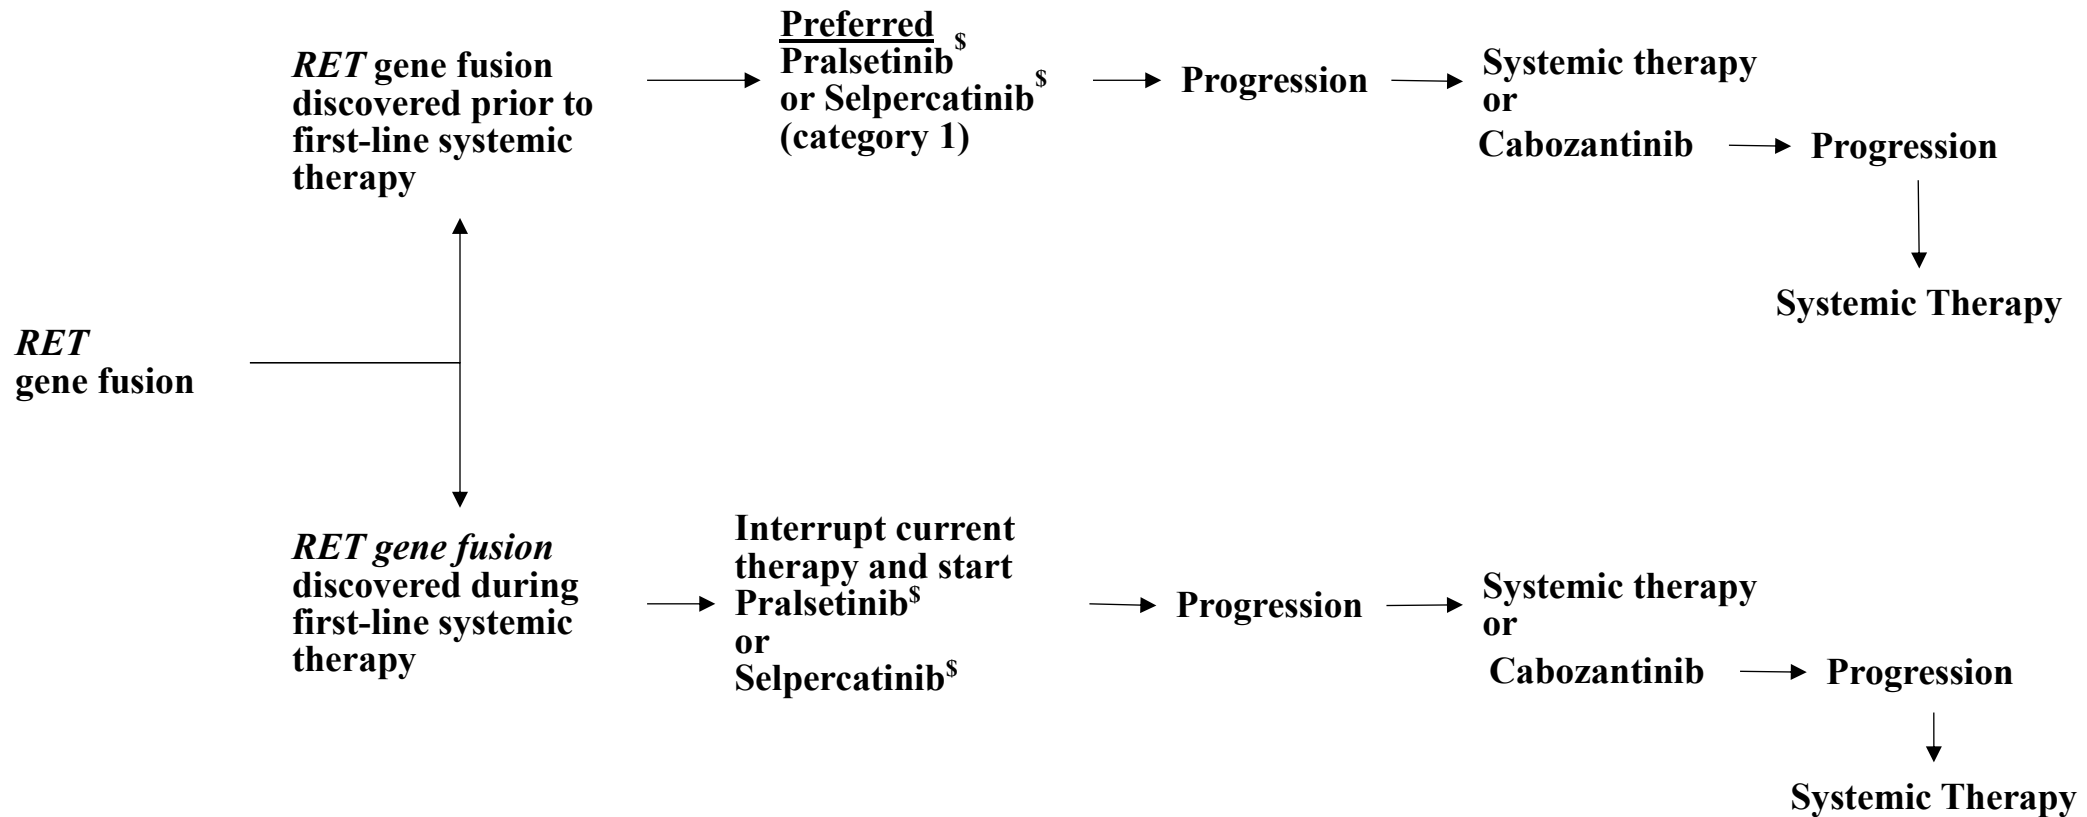 RET
gene fusion
RET gene fusion
discovered prior to
first-line systemic
therapy
Preferred
Pralsetinib$
or Selpercatinib$
(category 1)
Progression
Systemic therapy
or
Cabozantinib
Progression
Systemic Therapy
RET gene fusion
discovered during
first-line systemic
therapy
Interrupt current
therapy and start
Pralsetinib$
or
Selpercatinib$
Progression
Systemic therapy
or
Cabozantinib
Progression
Systemic Therapy